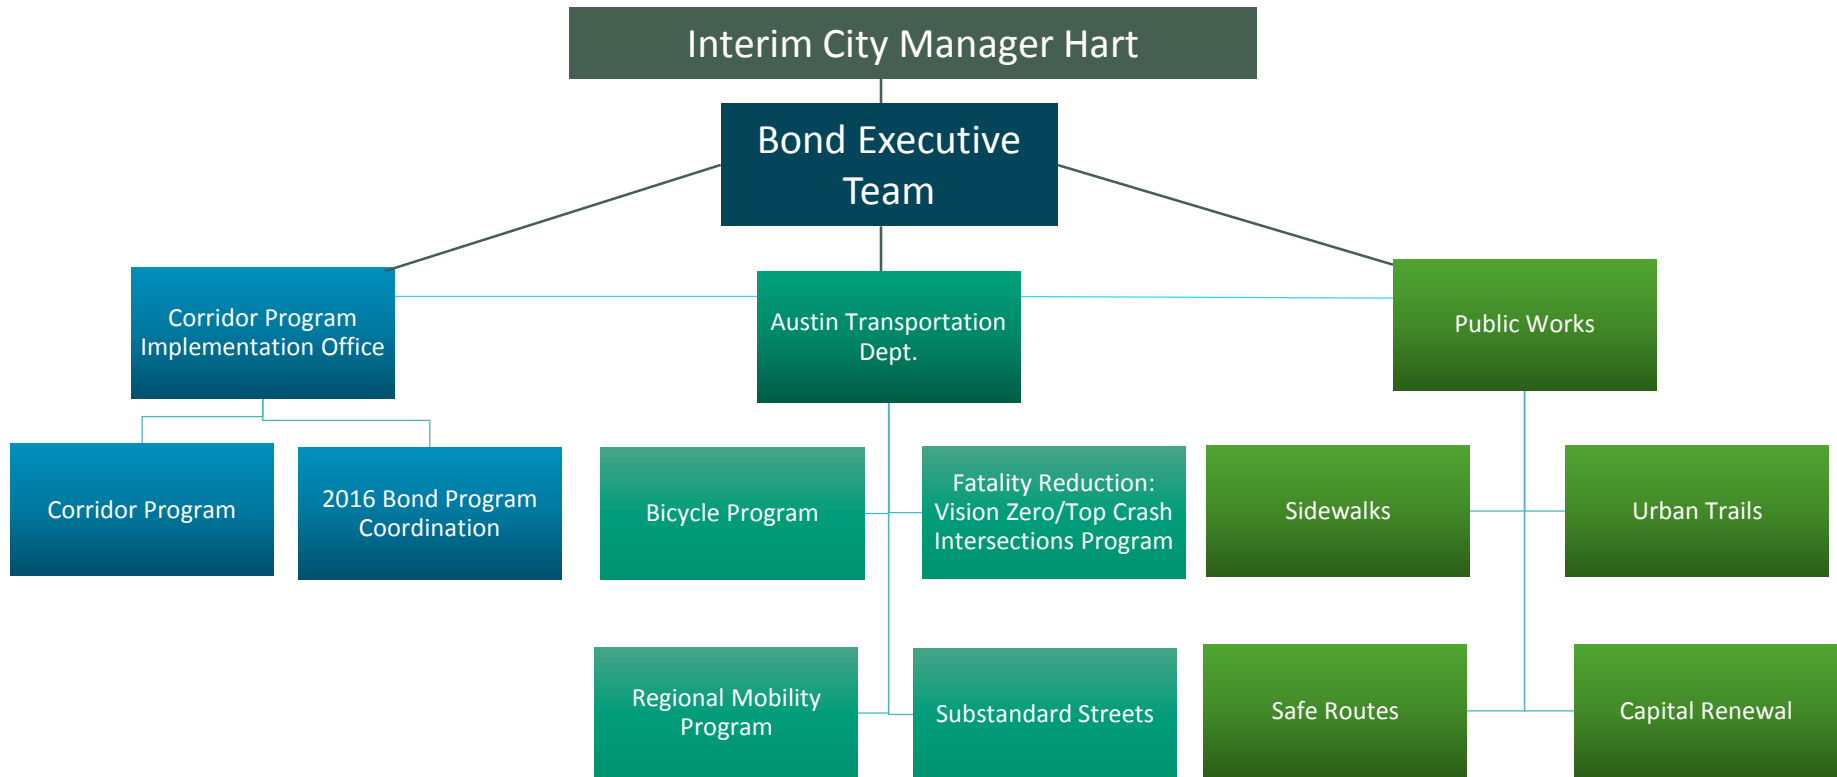 Interim City Manager Hart
Bond Executive
Team
Corridor Program
Implementation Office
Austin Transportation
Dept.
Public Works
Corridor Program
2016 Bond Program
Coordination
Bicycle Program
Fatality Reduction:
Vision Zero/Top Crash
Intersections Program
Sidewalks
Urban Trails
Regional Mobility
Program
Substandard Streets
Safe Routes
Capital Renewal